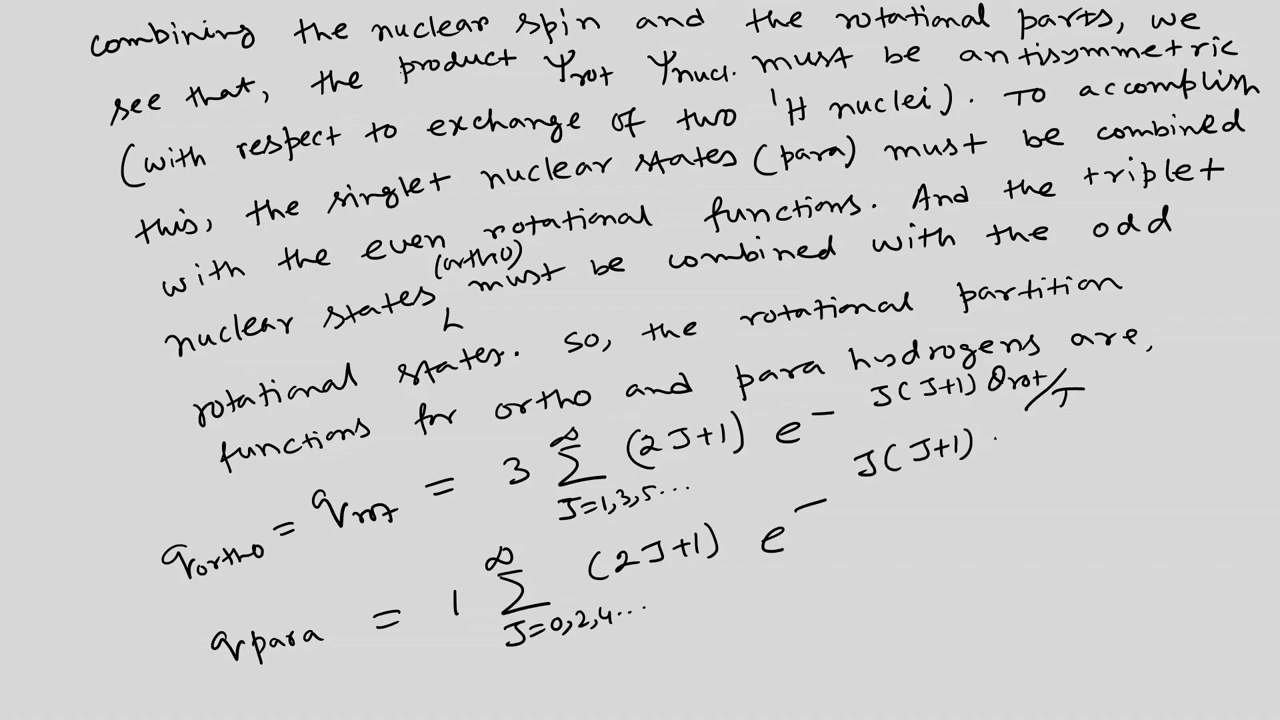 combining the nuclear spin and the rotational parts, we
see that, the product Ψrot Ψnucl. must be antisymmetric
(with respect to exchange of two ¹H nuclei). To accomplish
this, the singlet nuclear states (para) must be combined
with the even rotational functions. And the triplet
nuclear states (ortho) must be combined with the odd
rotational states. So, the rotational partition
functions for ortho and para hydrogens are,
qortho = qrot = 3 ∑_{J=1,3,5...}^{∞} (2J+1) e^{- J(J+1) θrot/T}
qpara = 1 ∑_{J=0,2,4...}^{∞} (2J+1) e^{- J(J+1)}